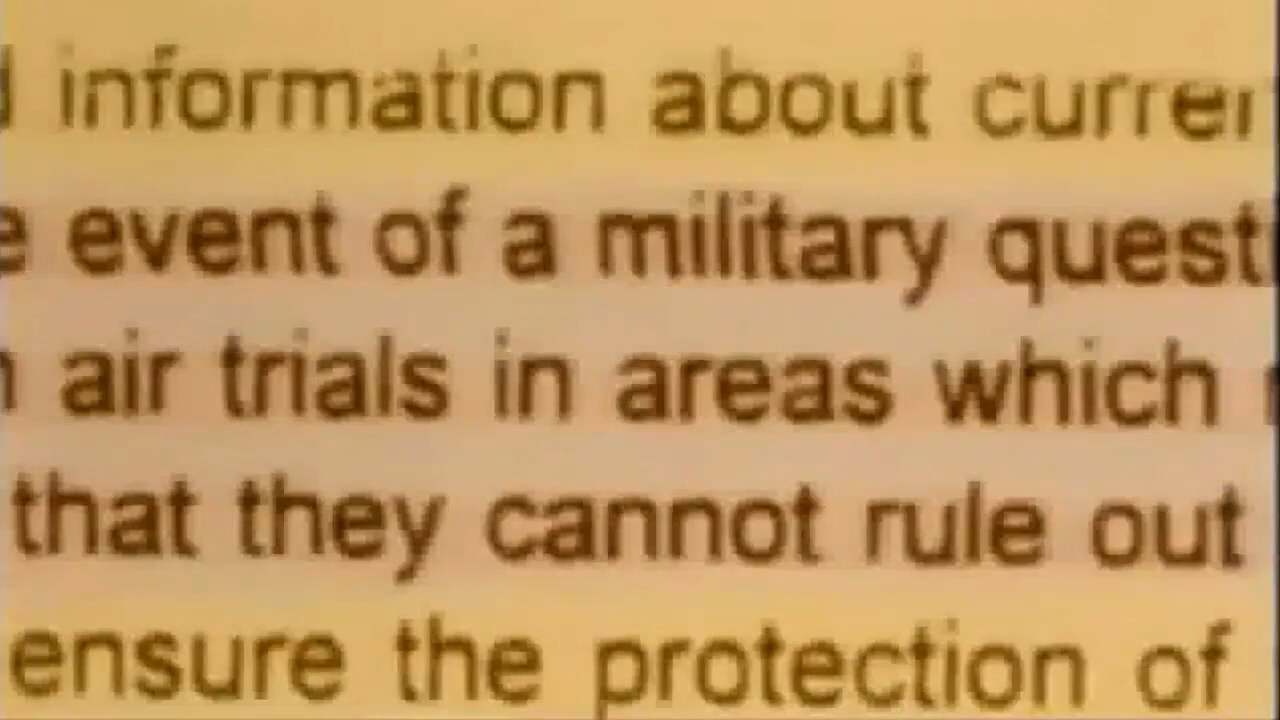 information about
event of a military
air trials in areas which
that they cannot rule out
ensure the protection of